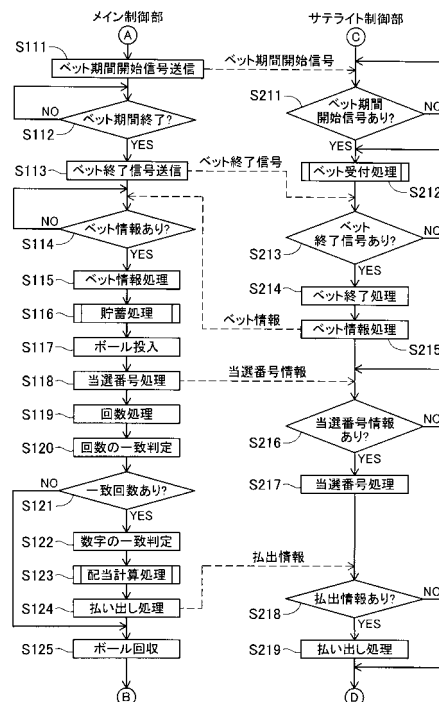 メイン制御部
サテライト制御部
A
C
S111
ベット期間開始信号送信
ベット期間開始信号
S211
ベット期間
開始信号あり?
NO
YES
S112
ベット期間終了?
NO
YES
S113
ベット終了信号送信
ベット終了信号
ベット受付処理
S212
S114
ベット情報あり?
NO
YES
S213
ベット
終了信号あり?
NO
YES
S115
ベット情報処理
S214
ベット終了処理
S116
貯蓄処理
ベット情報
ベット情報処理
S215
S117
ボール投入
S118
当選番号処理
当選番号情報
S119
回数処理
S216
当選番号情報
あり?
NO
YES
S120
回数の一致判定
S121
一致回数あり?
NO
YES
S217
当選番号処理
S122
数字の一致判定
S123
配当計算処理
払出情報
S124
払い出し処理
S218
払出情報あり?
NO
YES
S125
ボール回収
S219
払い出し処理
B
D